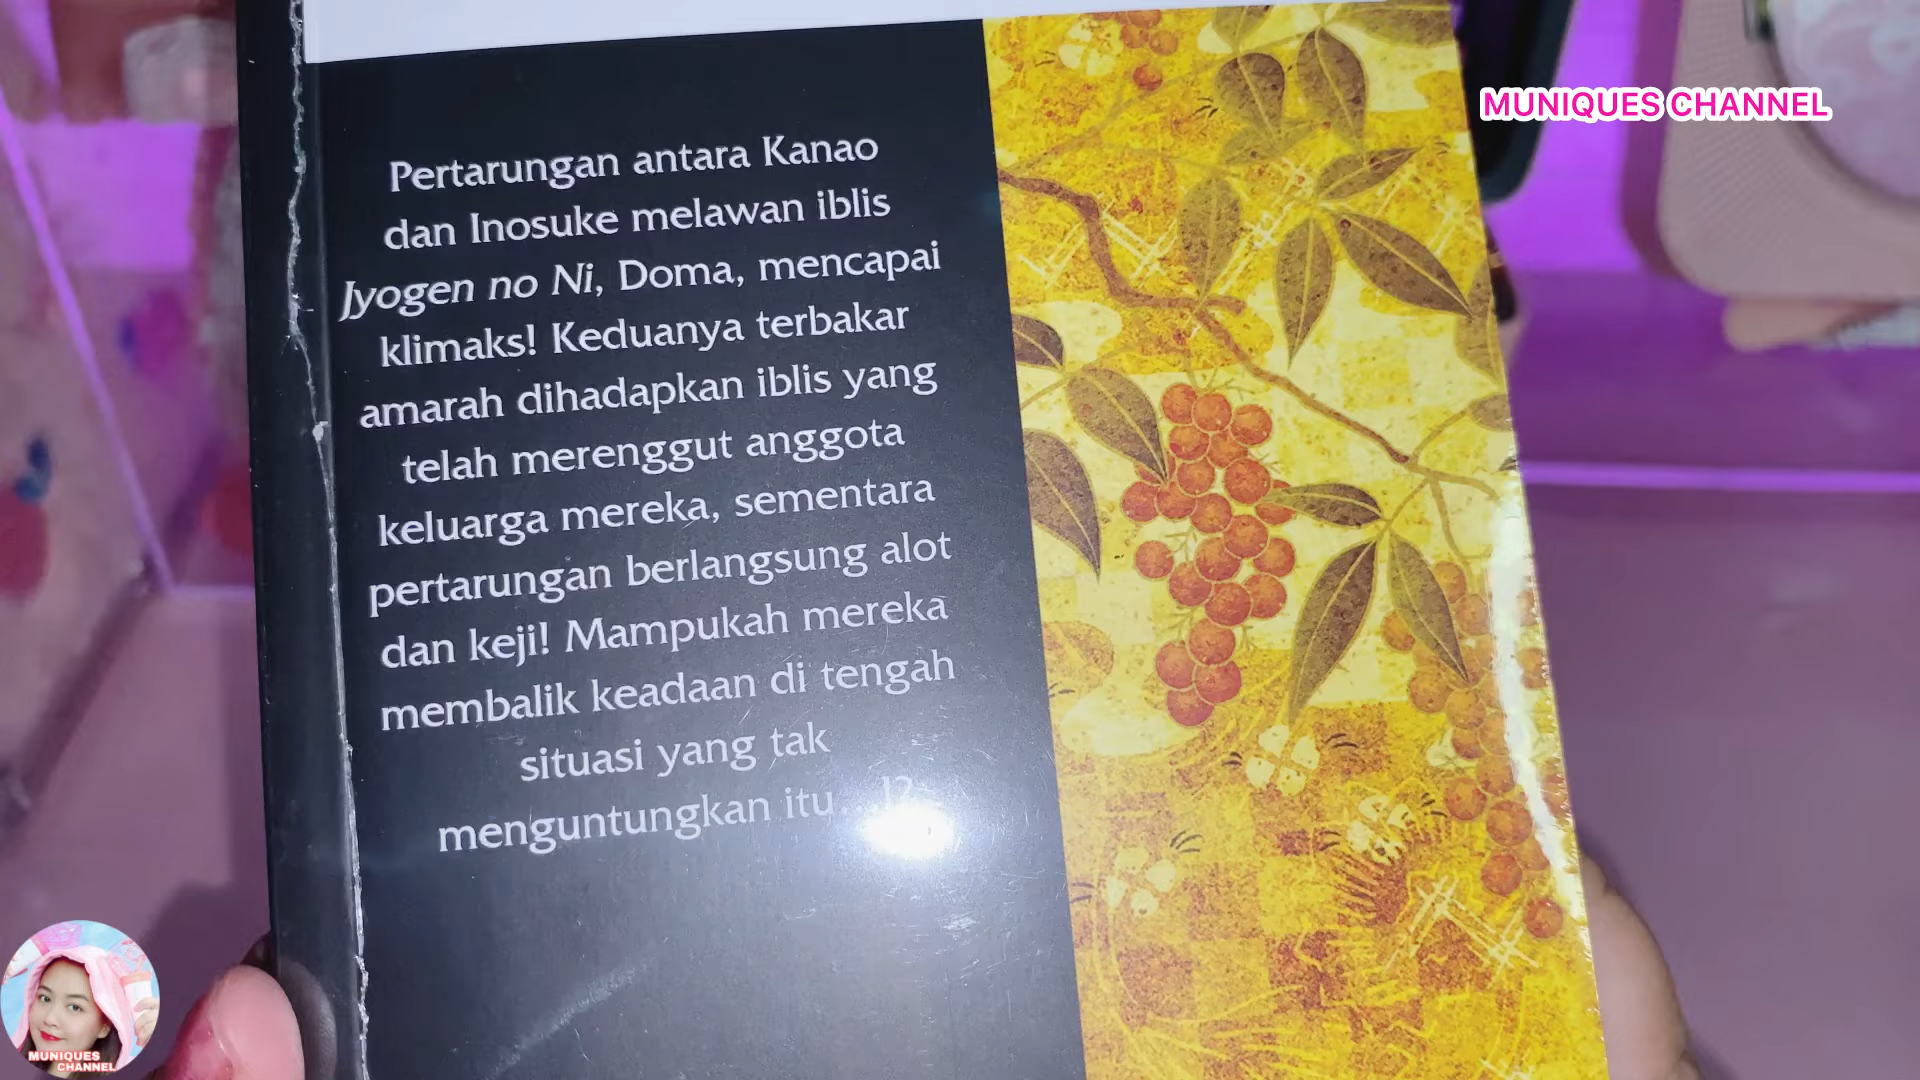 MUNIQUES CHANNEL
Pertarungan antara Kanao
dan Inosuke melawan iblis
Jyogen no Ni, Doma, mencapai
klimaks! Keduanya terbakar
amarah dihadapkan iblis yang
telah merenggut anggota
keluarga mereka, sementara
pertarungan berlangsung alot
dan keji! Mampukah mereka
membalik keadaan di tengah
situasi yang tak
menguntungkan itu...!?
MUNIQUES
CHANNEL